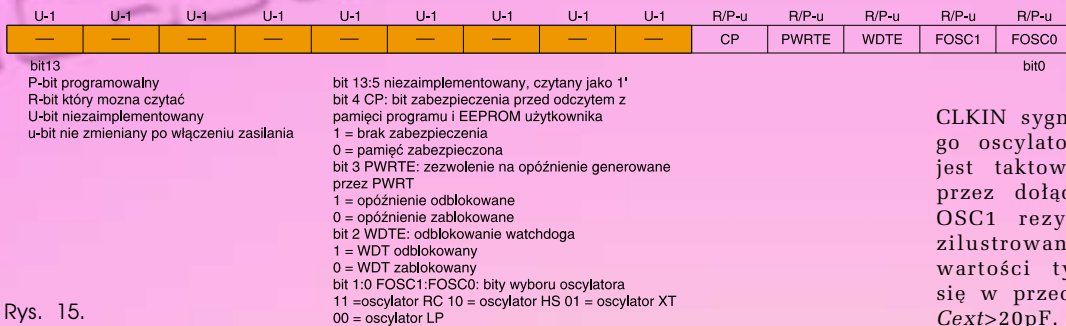 U-1 U-1 U-1 U-1 U-1 U-1 U-1 U-1 U-1 R/P-u R/P-u R/P-u R/P-u R/P-u
— — — — — — — — — CP PWRTE WDTE FOSC1 FOSC0
bit13 bit0
P-bit programowalny
R-bit który mozna czytać
U-bit niezaimplementowany
u-bit nie zmieniany po włączeniu zasilania
bit 13:5 niezaimplementowany, czytany jako 1'
bit 4 CP: bit zabezpieczenia przed odczytem z
pamięci programu i EEPROM użytkownika
1 = brak zabezpieczenia
0 = pamięć zabezpieczona
bit 3 PWRTE: zezwolenie na opóźnienie generowane
przez PWRT
1 = opóźnienie odblokowane
0 = opóźnienie zablokowane
bit 2 WDTE: odblokowanie watchdoga
1 = WDT odblokowany
0 = WDT zablokowany
bit 1:0 FOSC1:FOSC0: bity wyboru oscylatora
11 =oscylator RC 10 = oscylator HS 01 = oscylator XT
00 = oscylator LP
Rys. 15.
CLKIN sygn
go oscylato
jest taktow
przez dołąc
OSC1 rezy
zilustrowan
wartości ty
się w przed
Cext>20pF.